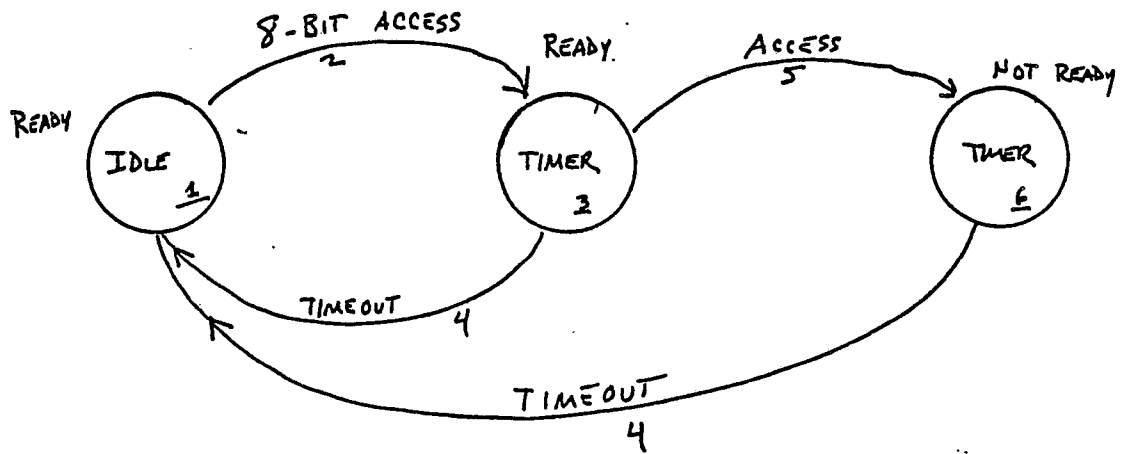 8-BIT ACCESS
2
READY.
ACCESS
5
NOT READY
READY
IDLE
1
TIMER
3
TIMER
6
TIMEOUT
4
TIMEOUT
4